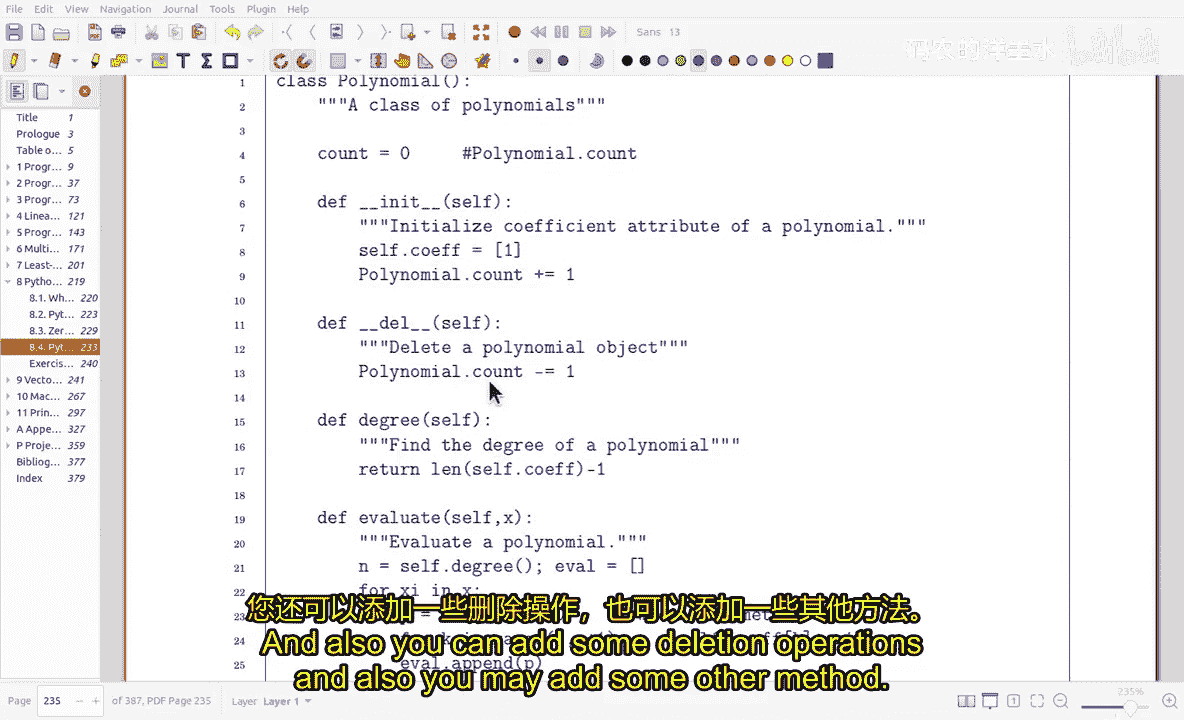 File Edit View Navigation Journal Tools Plugin Help
Sans 13
Title 1
Prologue 3
Table o... 5
1 Progr... 9
2 Progr... 37
3 Progr... 73
4 Linea... 121
5 Progr... 143
6 Multi... 171
7 Least-... 201
8 Pytho... 219
8.1. Wh... 220
8.2. Pyt... 223
8.3. Zer... 229
8.4. Pyt... 233
Exercis... 240
9 Vecto... 241
10 Mac... 267
11 Prin... 297
A Appe... 327
P Proje... 359
Bibliog... 377
Index 379
1 class Polynomial():
2 """A class of polynomials"""
3
4 count = 0 #Polynomial.count
5
6 def __init__(self):
7 """Initialize coefficient attribute of a polynomial."""
8 self.coeff = [1]
9 Polynomial.count += 1
10
11 def __del__(self):
12 """Delete a polynomial object"""
13 Polynomial.count -= 1
14
15 def degree(self):
16 """Find the degree of a polynomial"""
17 return len(self.coeff)-1
18
19 def evaluate(self,x):
20 """Evaluate a polynomial."""
21 n = self.degree(); eval = []
22 for xi in x:
23
24
25 eval.append(p)
您还可以添加一些删除操作，也可以添加一些其他方法。
And also you can add some deletion operations
and also you may add some other method.
Page 235 of 387, PDF Page 235 Layer Layer 1
235%